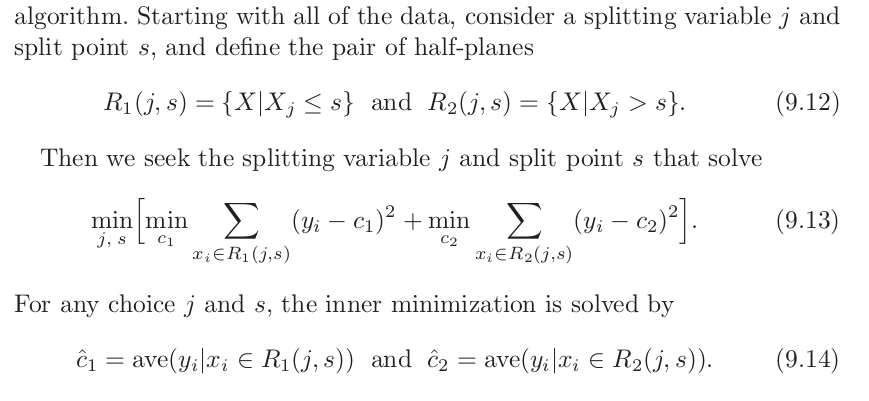 algorithm. Starting with all of the data, consider a splitting variable j and
split point s, and define the pair of half-planes
R₁(j, s) = {X|Xⱼ ≤ s} and R₂(j, s) = {X|Xⱼ > s}. (9.12)
Then we seek the splitting variable j and split point s that solve
min_{j, s} [min_{c₁} ∑_{xᵢ∈R₁(j,s)} (yᵢ − c₁)² + min_{c₂} ∑_{xᵢ∈R₂(j,s)} (yᵢ − c₂)²]. (9.13)
For any choice j and s, the inner minimization is solved by
ĉ₁ = ave(yᵢ|xᵢ ∈ R₁(j, s)) and ĉ₂ = ave(yᵢ|xᵢ ∈ R₂(j, s)). (9.14)